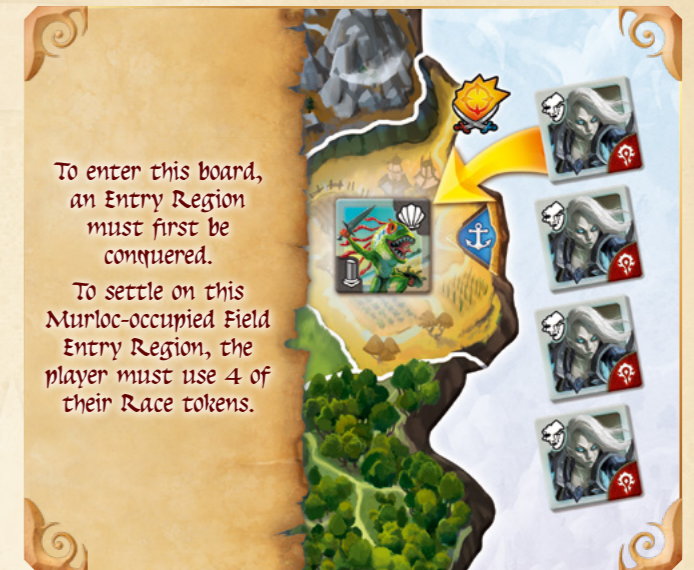 To enter this board,
an Entry Region
must first be
conquered.
To settle on this
Murloc-occupied Field
Entry Region, the
player must use 4 of
their Race tokens.